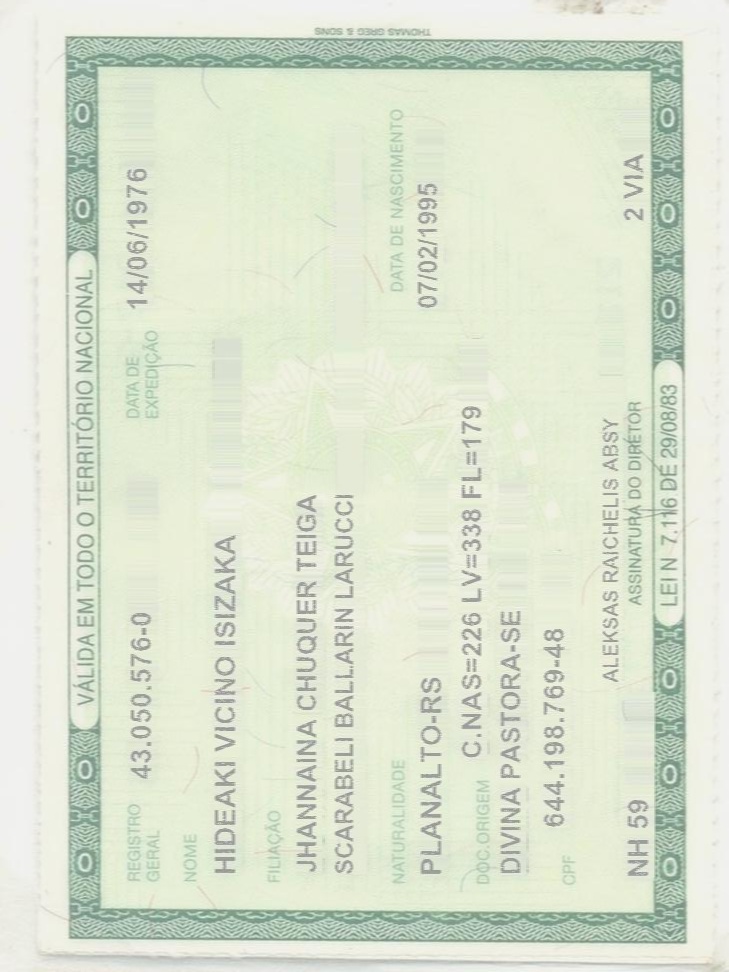 THOMAS GREG & SONS
VÁLIDA EM TODO O TERRITÓRIO NACIONAL
REGISTRO GERAL 43.050.576-0 DATA DE EXPEDIÇÃO 14/06/1976
NOME
HIDEAKI VICINO ISIZAKA
FILIAÇÃO
JHANNAINA CHUQUER TEIGA
SCARABELI BALLARIN LARUCCI
NATURALIDADE DATA DE NASCIMENTO
PLANALTO-RS 07/02/1995
DOC.ORIGEM C.NAS=226 LV=338 FL=179
DIVINA PASTORA-SE
CPF 644.198.769-48
ALEKSAS RAICHELIS ABSY
NH 59 ASSINATURA DO DIRETOR 2 VIA
LEI N 7.116 DE 29/08/83